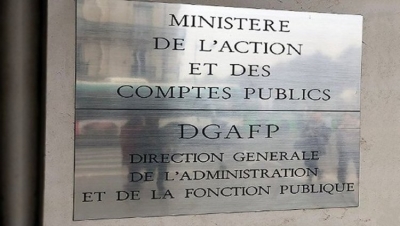 MINISTERE
DE L'ACTION
ET DES
COMPTES PUBLICS
DGAFP
DIRECTION GENERALE
DE L'ADMINISTRATION
ET DE LA FONCTION PUBLIQUE